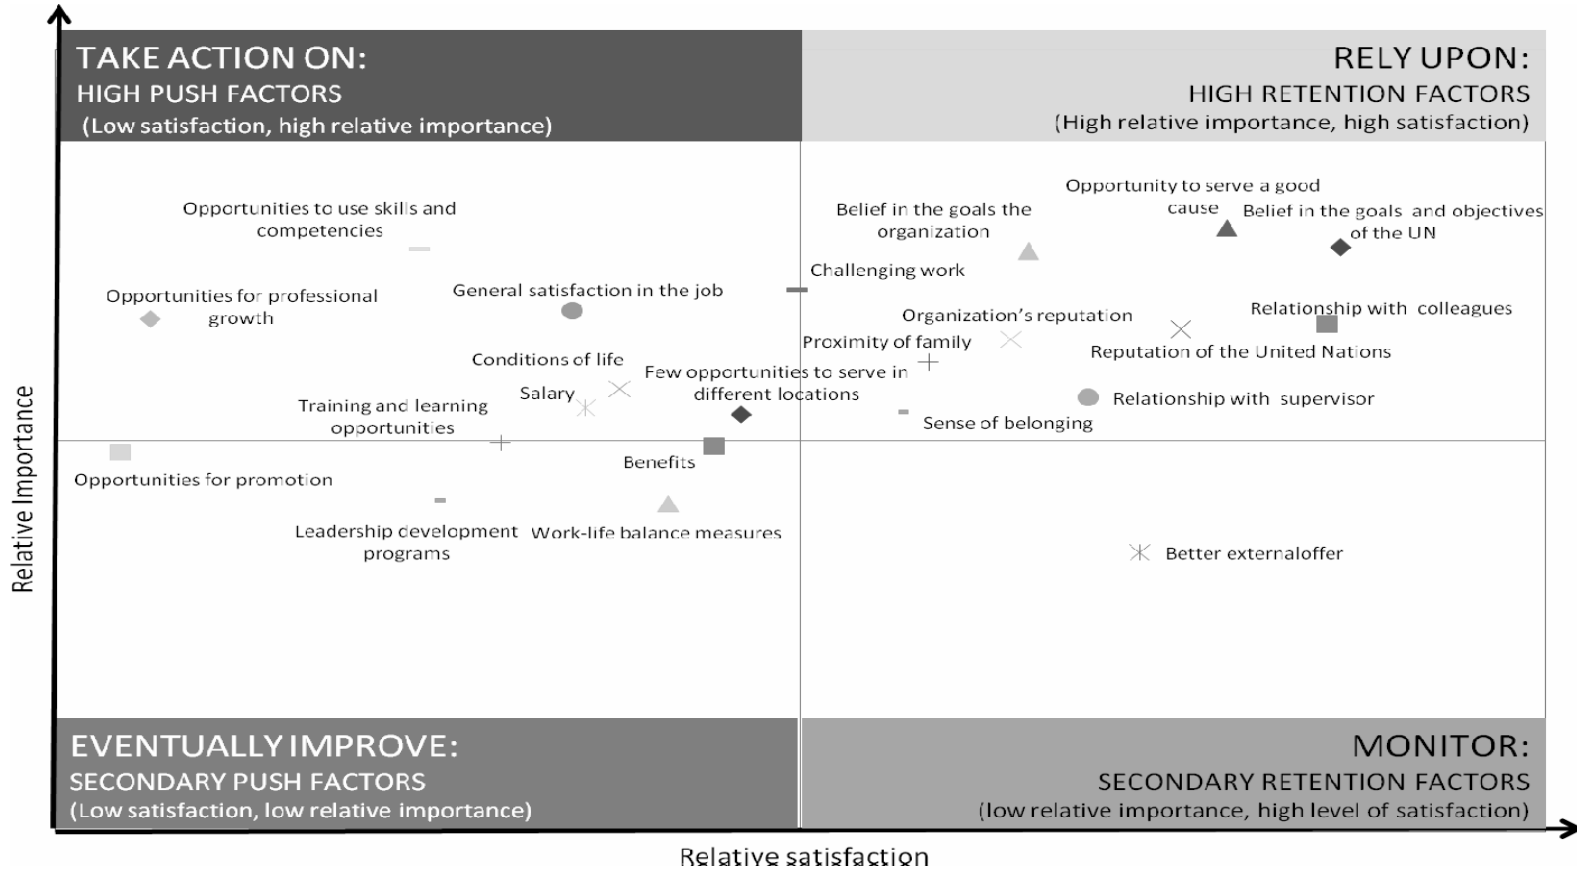 TAKE ACTION ON:
HIGH PUSH FACTORS
(Low satisfaction, high relative importance)
RELY UPON:
HIGH RETENTION FACTORS
(High relative importance, high satisfaction)
Opportunities to use skills and
competencies
Opportunities for professional
growth
General satisfaction in the job
Conditions of life
Salary
Few opportunities to serve in
different locations
Training and learning
opportunities
Belief in the goals the
organization
Opportunity to serve a good
cause
Belief in the goals and objectives
of the UN
Challenging work
Organization's reputation
Proximity of family
Relationship with colleagues
Reputation of the United Nations
Relationship with supervisor
Sense of belonging
Opportunities for promotion
Benefits
Leadership development
programs
Work-life balance measures
Better externaloffer
EVENTUALLY IMPROVE:
SECONDARY PUSH FACTORS
(Low satisfaction, low relative importance)
MONITOR:
SECONDARY RETENTION FACTORS
(low relative importance, high level of satisfaction)
Relative Importance
Relative satisfaction